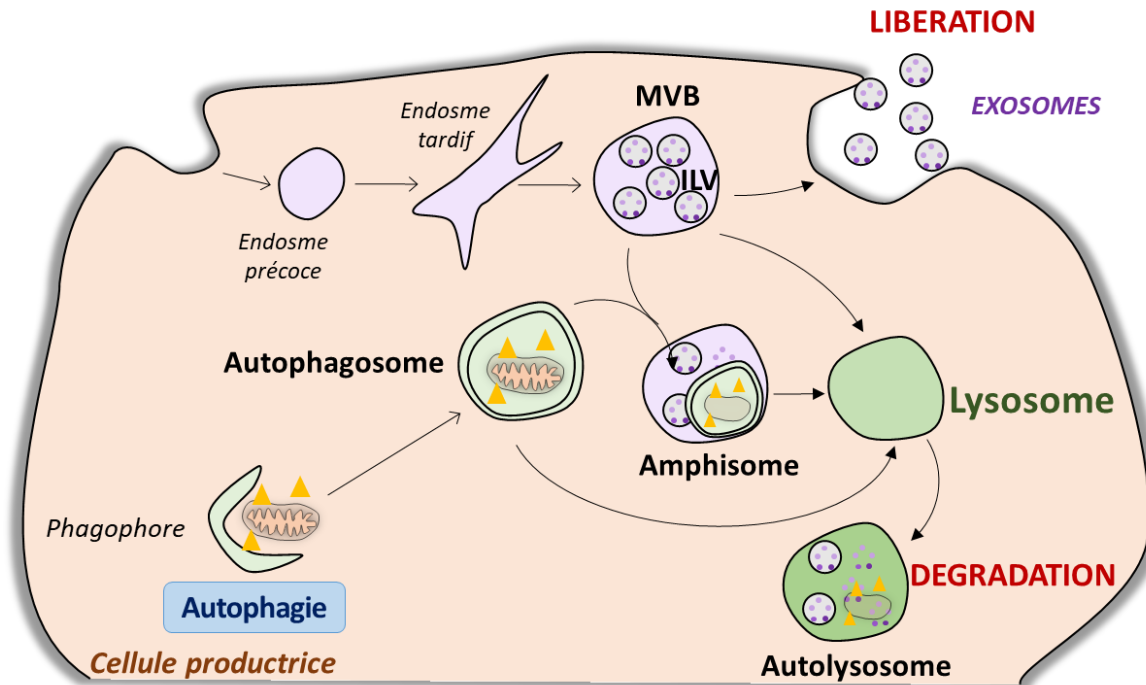 LIBERATION
EXOSOMES
MVB
ILV
Endosme
tardif
Endosme
précoce
Autophagosome
Lysosome
Amphisome
Phagophore
Autophagie
DEGRADATION
Cellule productrice
Autolysosome